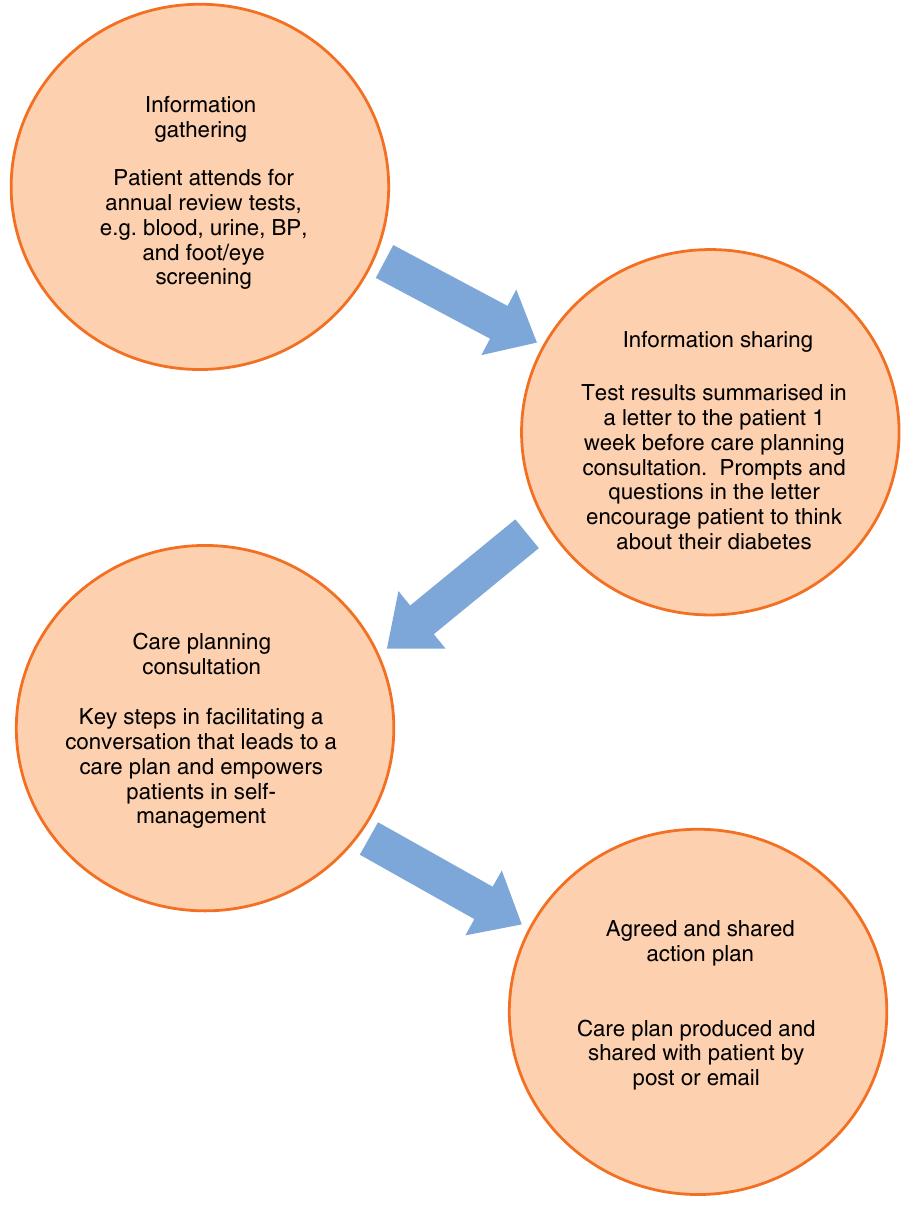 Information
gathering
Patient attends for
annual review tests,
e.g. blood, urine, BP,
and foot/eye
screening
Information sharing
Test results summarised in
a letter to the patient 1
week before care planning
consultation.  Prompts and
questions in the letter
encourage patient to think
about their diabetes
Care planning
consultation
Key steps in facilitating a
conversation that leads to a
care plan and empowers
patients in self-
management
Agreed and shared
action plan
Care plan produced and
shared with patient by
post or email